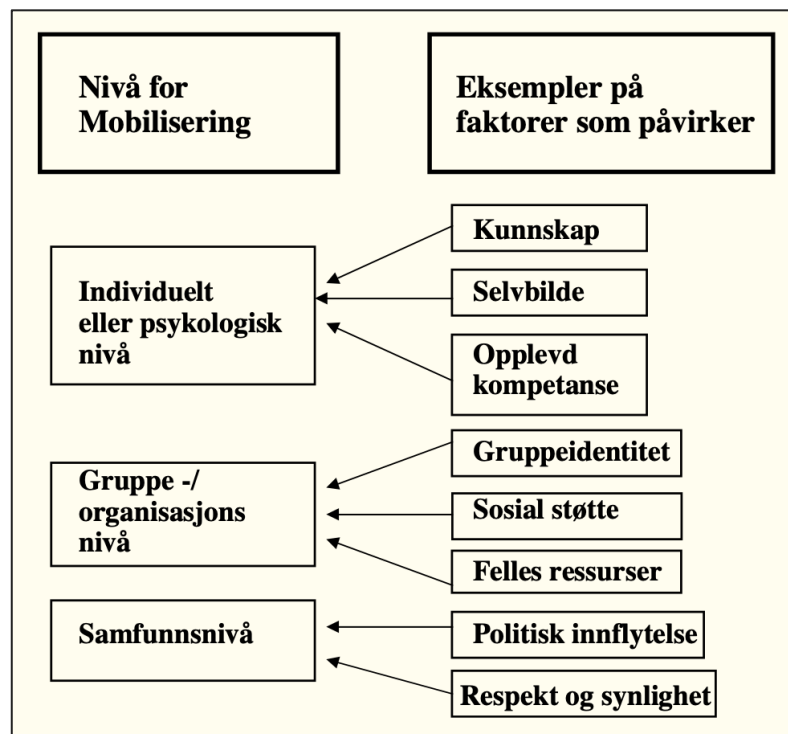 Nivå for
Mobilisering
Eksempler på
faktorer som påvirker
Individuelt
eller psykologisk
nivå
Kunnskap
Selvbilde
Opplevd
kompetanse
Gruppe -/
organisasjons
nivå
Gruppeidentitet
Sosial støtte
Felles ressurser
Samfunnsnivå
Politisk innflytelse
Respekt og synlighet